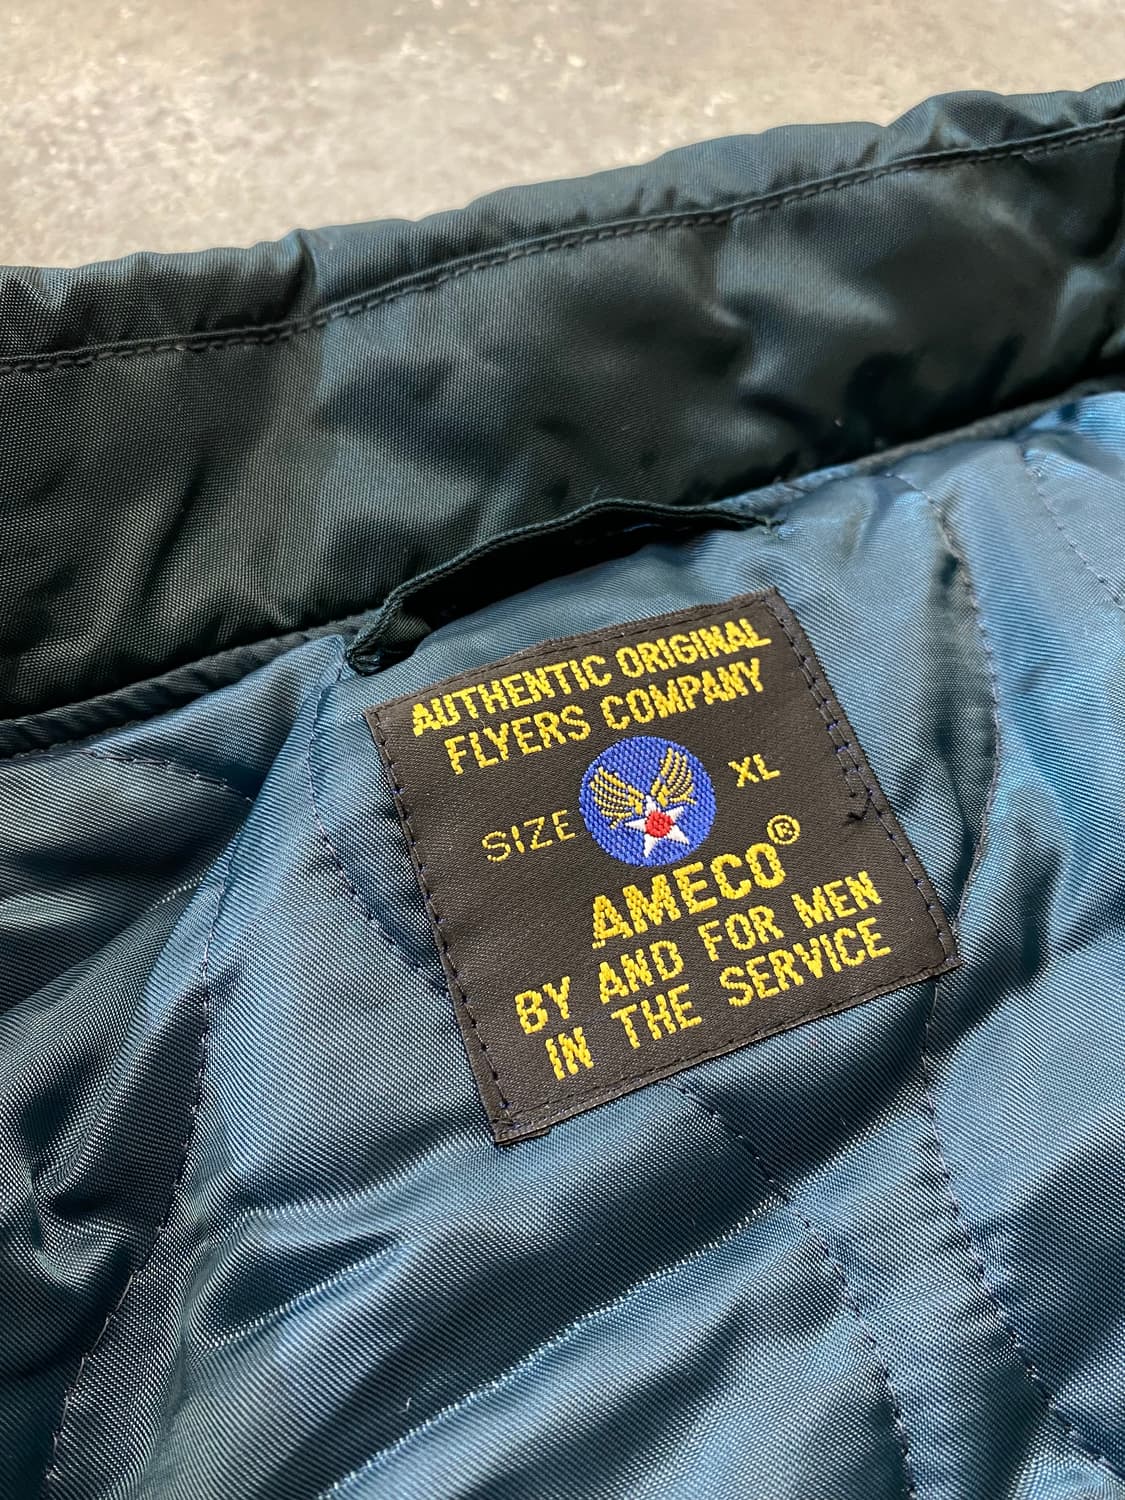 AUTHENTIC ORIGINAL
FLYERS COMPANY
SIZE XL
AMECO®
BY AND FOR MEN
IN THE SERVICE